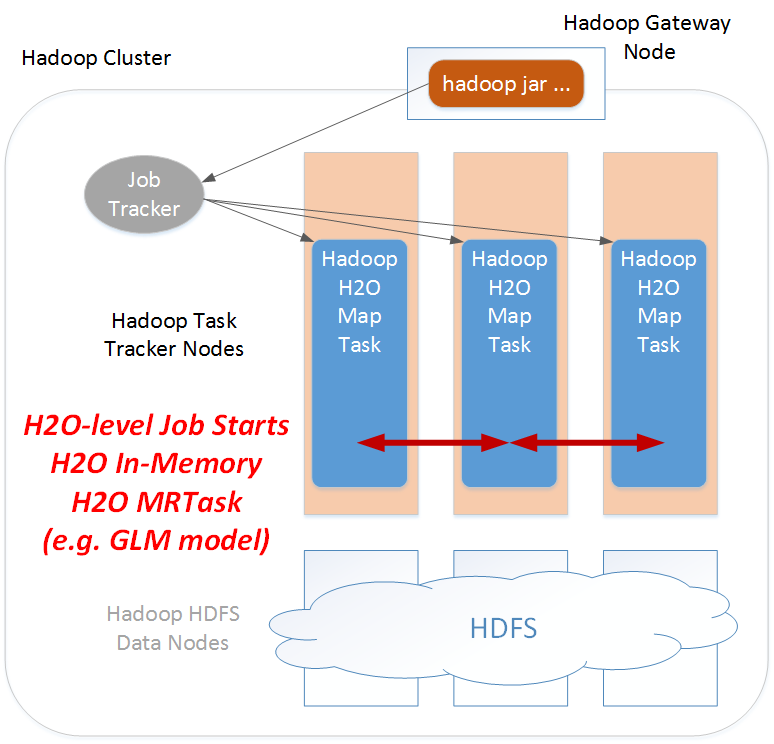 Hadoop Gateway
Node
Hadoop Cluster
hadoop jar ...
Job
Tracker
Hadoop
H2O
Map
Task
Hadoop
H2O
Map
Task
Hadoop
H2O
Map
Task
Hadoop Task
Tracker Nodes
H2O-level Job Starts
H2O In-Memory
H2O MRTask
(e.g. GLM model)
Hadoop HDFS
Data Nodes
HDFS